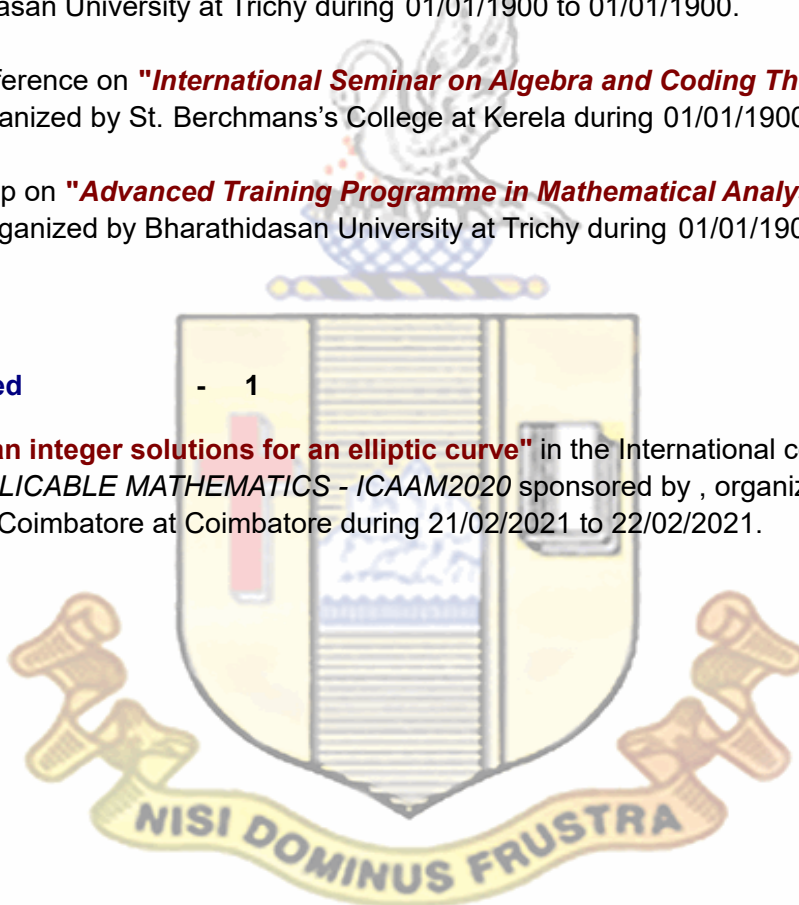 asan University at Trichy during 01/01/1900 to 01/01/1900.
ference on "International Seminar on Algebra and Coding Th
anized by St. Berchmans's College at Kerela during 01/01/1900
p on "Advanced Training Programme in Mathematical Analy
ganized by Bharathidasan University at Trichy during 01/01/190
ed - 1
an integer solutions for an elliptic curve" in the International c
LICABLE MATHEMATICS - ICAAM2020 sponsored by , organiz
Coimbatore at Coimbatore during 21/02/2021 to 22/02/2021.
NISI DOMINUS FRUSTRA